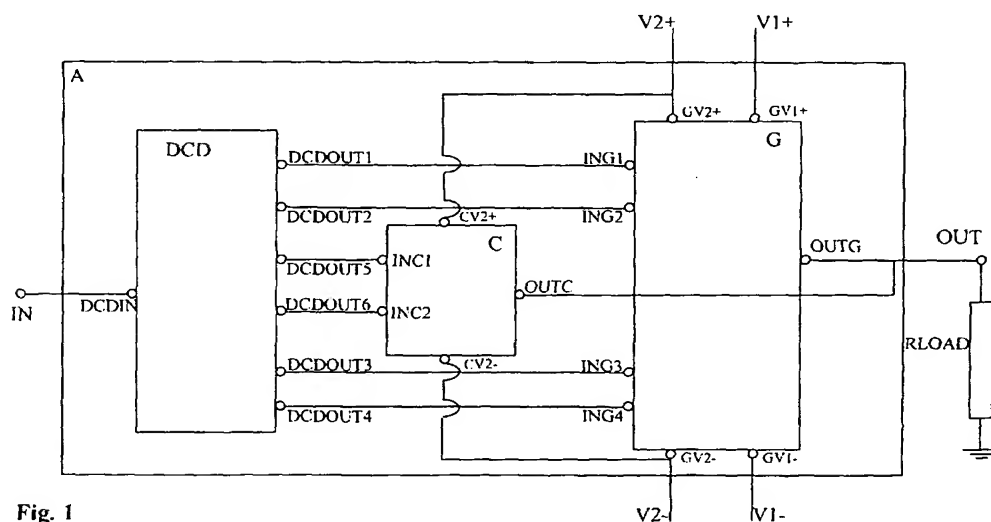 V2+ V1+
A
GV2+ GV1+
DCD G
DCDOUT1 ING1
DCDOUT2 ING2
CV2+
C
DCDOUT5 INC1
OUTG OUT
OUTC
IN DCDIN
DCDOUT6 INC2
RLOAD
CV2-
DCDOUT3 ING3
DCDOUT4 ING4
GV2- GV1-
Fig. 1
V2- V1-